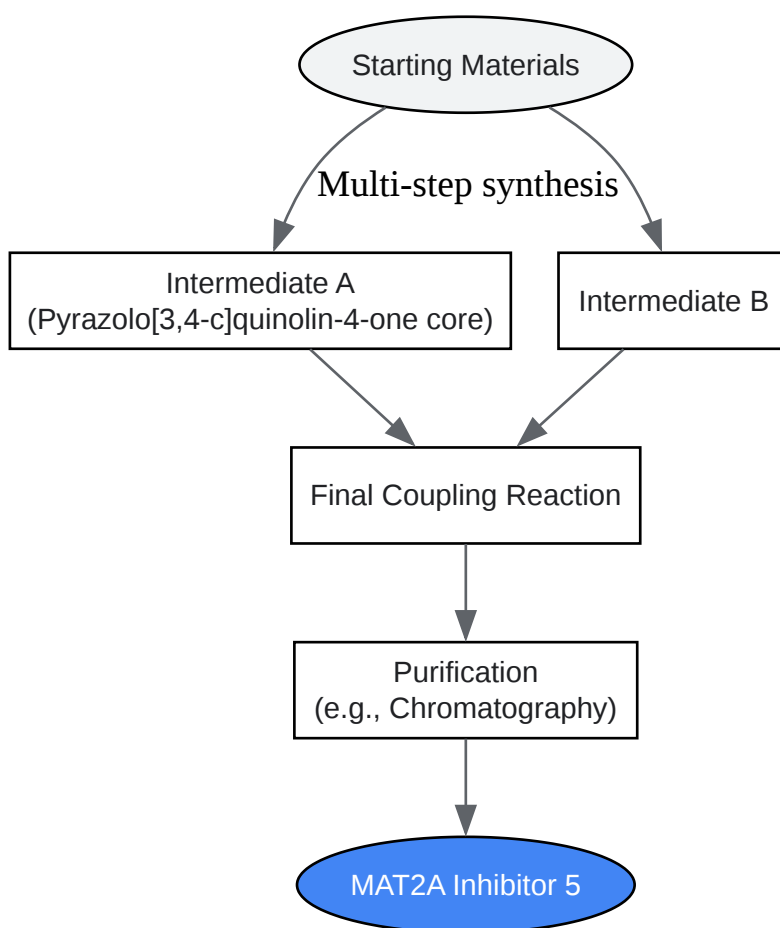 Starting Materials
Multi-step synthesis
Intermediate A
(Pyrazolo[3,4-c]quinolin-4-one core)
Intermediate B
Final Coupling Reaction
Purification
(e.g., Chromatography)
MAT2A Inhibitor 5